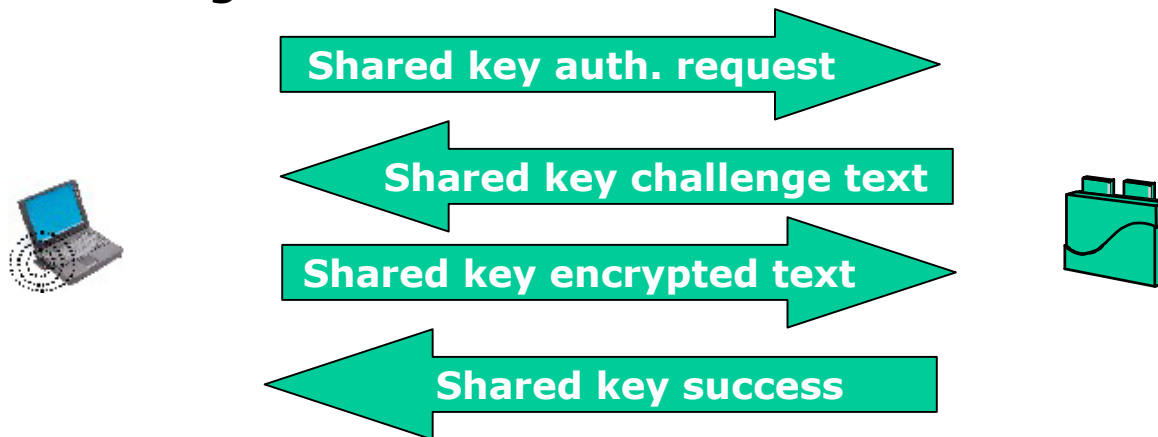 Shared key auth. request
Shared key challenge text
Shared key encrypted text
Shared key success